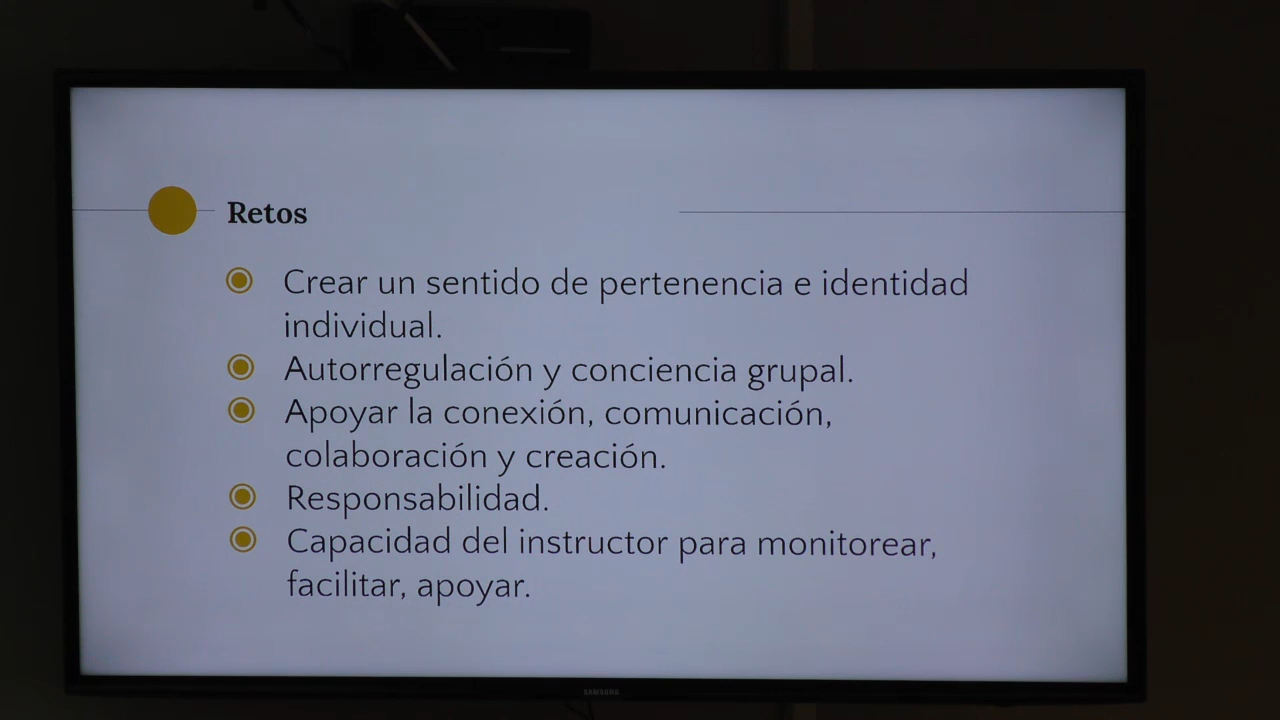 Retos
Crear un sentido de pertenencia e identidad
individual.
Autorregulación y conciencia grupal.
Apoyar la conexión, comunicación,
colaboración y creación.
Responsabilidad.
Capacidad del instructor para monitorear,
facilitar, apoyar.
SAMSUNG